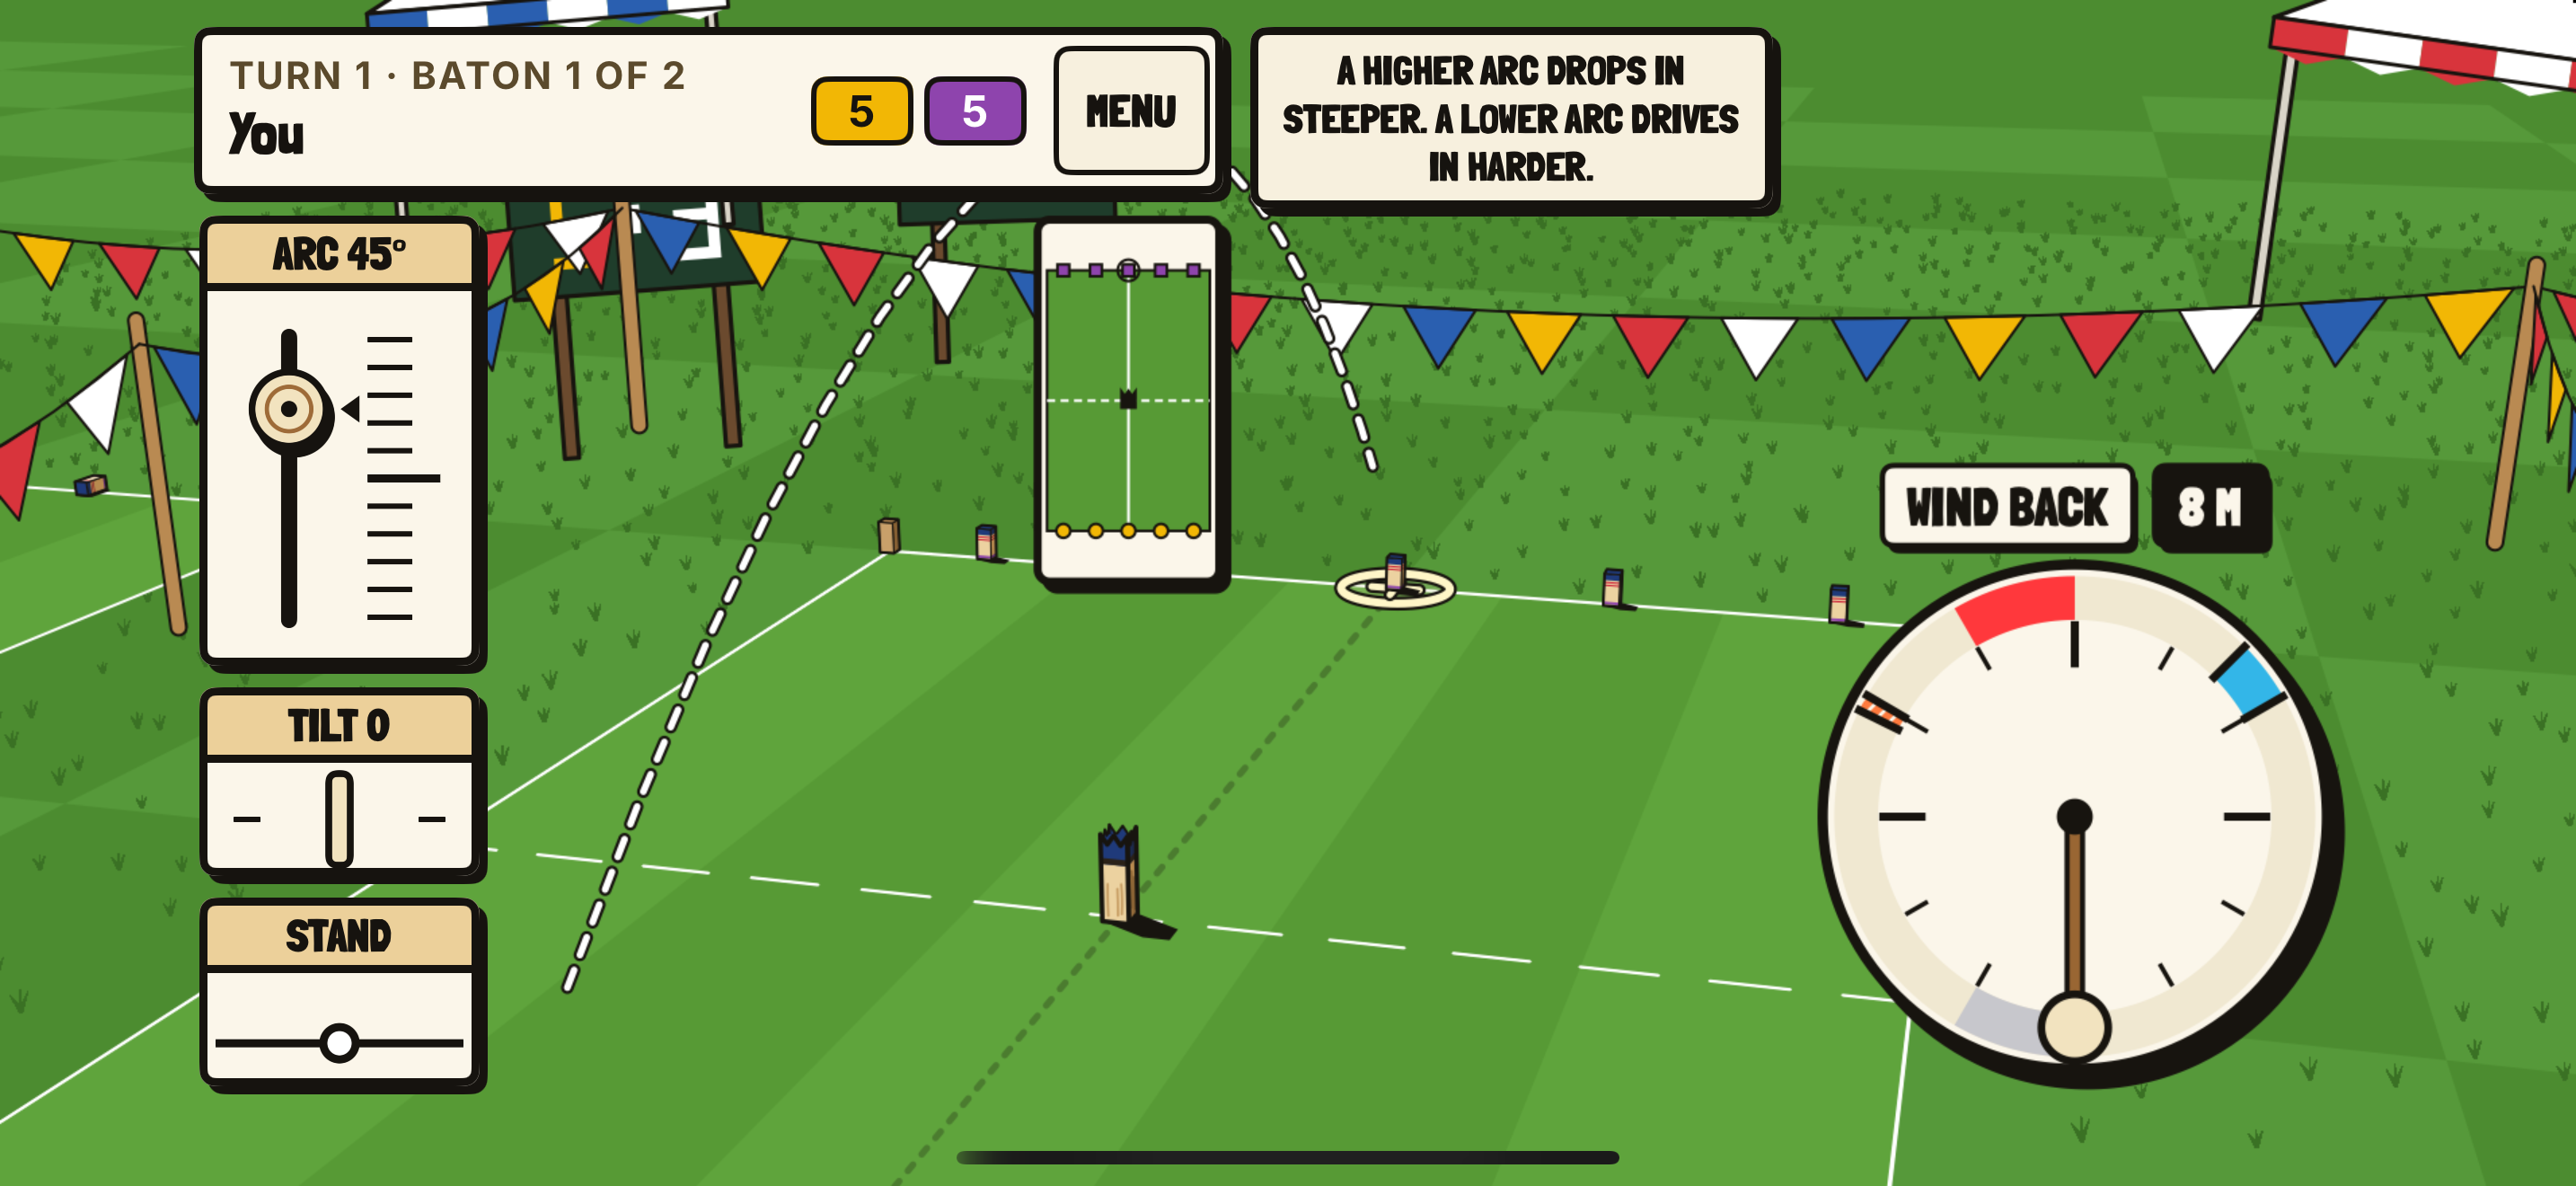 TURN 1 · BATON 1 OF 2
You
5
5
MENU
A HIGHER ARC DROPS IN
STEEPER. A LOWER ARC DRIVES
IN HARDER.
ARC 45°
TILT 0
STAND
WIND BACK
8 M